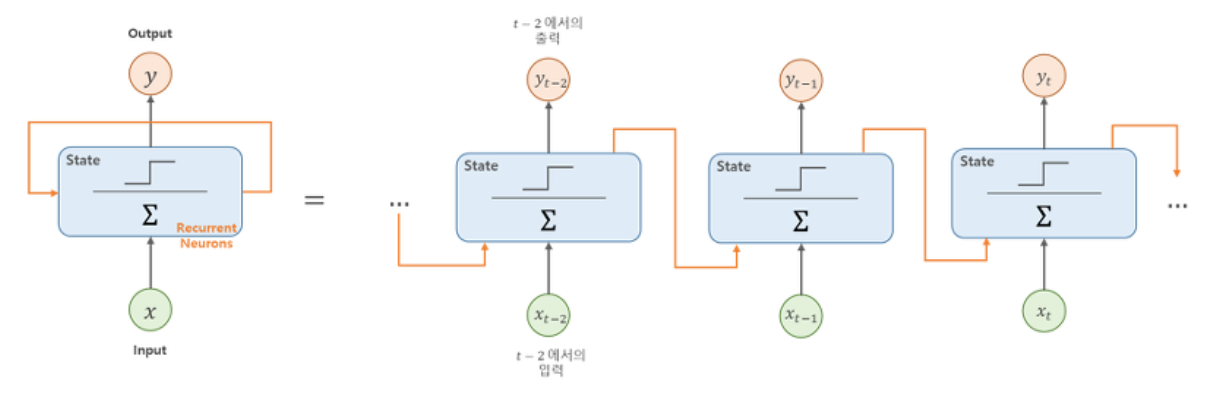 Output
y
State
Σ
Recurrent
Neurons
x
Input
=
...
t − 2 에서의
출력
y_{t−2}
State
Σ
x_{t−2}
t − 2 에서의
입력
y_{t−1}
State
Σ
x_{t−1}
y_t
State
Σ
x_t
...